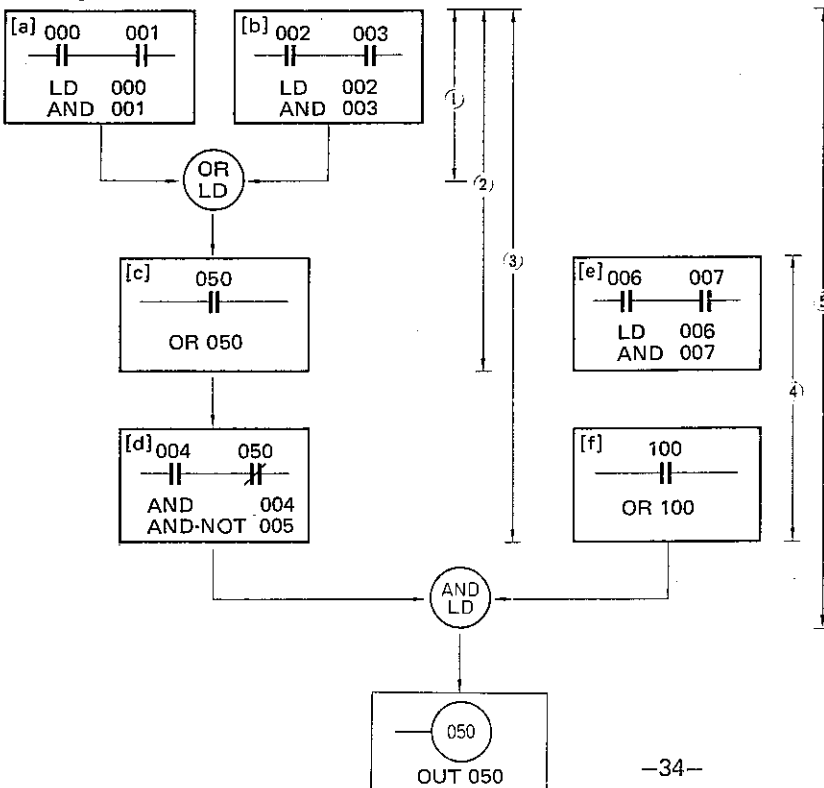 [a] 000 001
LD 000
AND 001
[b] 002 003
LD 002
AND 003
①
OR
LD
②
③
[c] 050
OR 050
[e] 006 007
LD 006
AND 007
④
[d] 004 050
AND 004
AND-NOT 005
[f] 100
OR 100
AND
LD
050
OUT 050
—34—